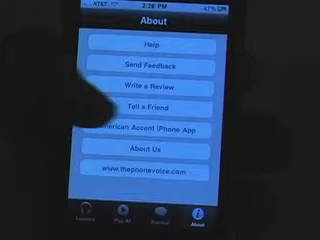 AT&T 2:26 PM 47%
About
Help
Send Feedback
Write a Review
Tell a Friend
American Accent iPhone App
About Us
www.thephonevoice.com
Lessons Play All Practice About